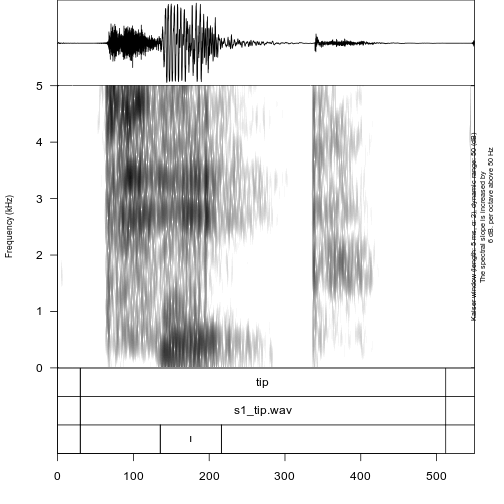 5
4
3
2
1
0
Frequency (kHz)
Kaiser window (length: 5 ms, α: 2), dynamic range: 50 (dB)
The spectral slope is increased by
6 dB. per octave above 50 Hz
tip
s1_tip.wav
ɪ
0 100 200 300 400 500